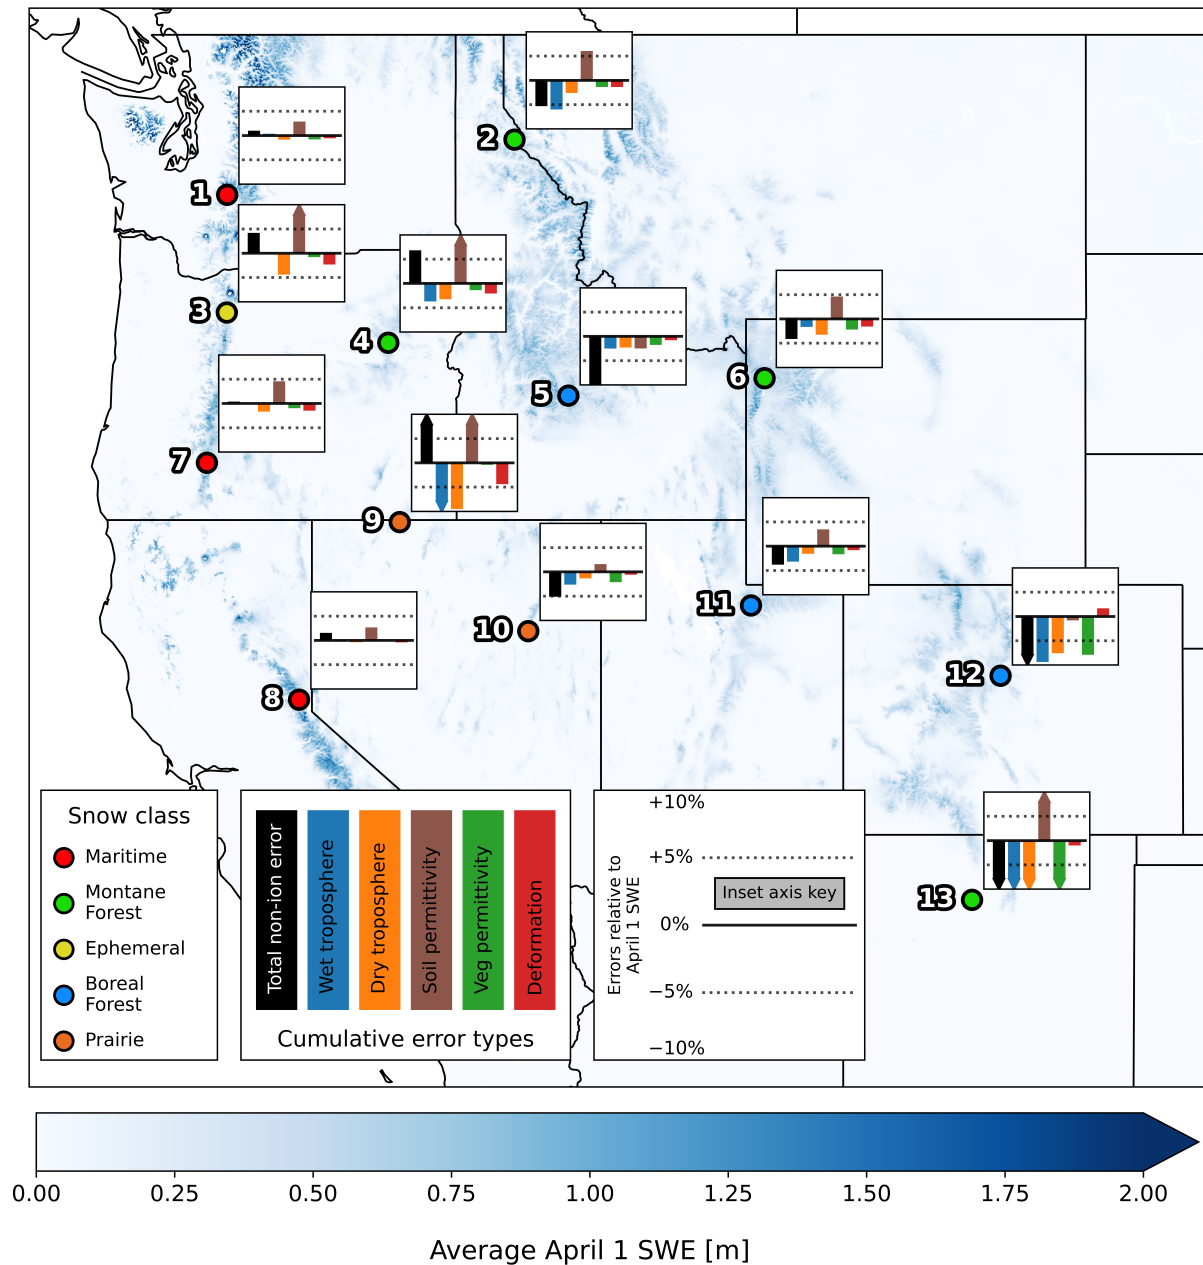 1
2
3
4
5
6
7
8
9
10
11
12
13
Snow class
Maritime
Montane
Forest
Ephemeral
Boreal
Forest
Prairie
Total non-ion error
Wet troposphere
Dry troposphere
Soil permittivity
Veg permittivity
Deformation
Cumulative error types
Errors relative to
April 1 SWE
+10%
+5%
Inset axis key
0%
−5%
−10%
0.00 0.25 0.50 0.75 1.00 1.25 1.50 1.75 2.00
Average April 1 SWE [m]